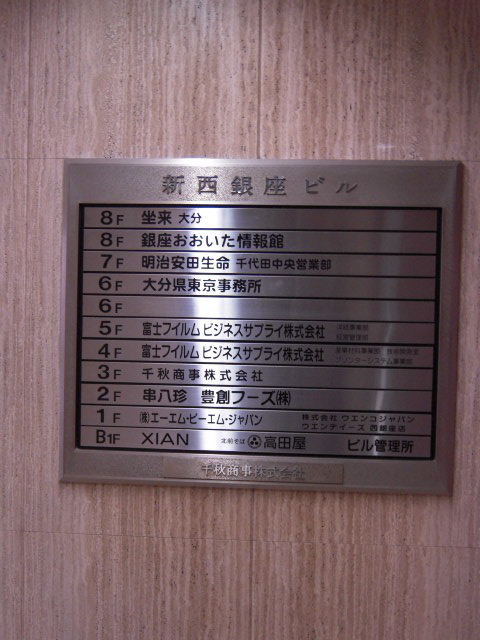 新西銀座ビル
8F 坐来 大分
8F 銀座おおいた情報館
7F 明治安田生命 千代田中央営業部
6F 大分県東京事務所
6F
5F 富士フイルム ビジネスサプライ株式会社
4F 富士フイルム ビジネスサプライ株式会社
3F 千秋商事株式会社
2F 串八珍 豊創フーズ㈱
1F ㈱エーエム・ピーエム・ジャパン 株式会社 ウエンコジャパン
ウエンディーズ 西銀座店
B1F XIAN 北前そば 高田屋 ビル管理所
千秋商事株式会社